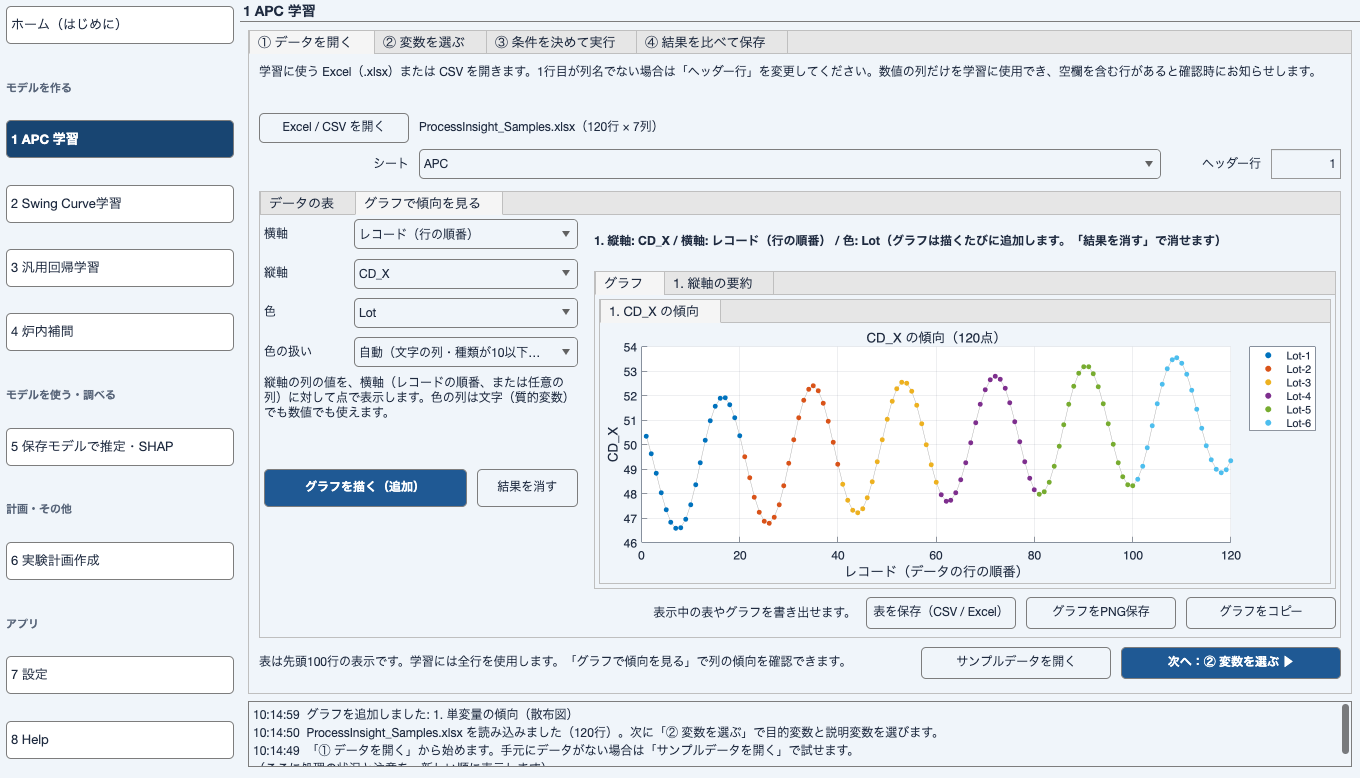 ホーム（はじめに）
モデルを作る
1 APC 学習
2 Swing Curve学習
3 汎用回帰学習
4 炉内補間
モデルを使う・調べる
5 保存モデルで推定・SHAP
計画・その他
6 実験計画作成
アプリ
7 設定
8 Help
1 APC 学習
① データを開く
② 変数を選ぶ
③ 条件を決めて実行
④ 結果を比べて保存
学習に使う Excel（.xlsx）または CSV を開きます。1行目が列名でない場合は「ヘッダー行」を変更してください。数値の列だけを学習に使用でき、空欄を含む行があると確認時にお知らせします。
Excel / CSV を開く
ProcessInsight_Samples.xlsx（120行 × 7列）
シート
APC
ヘッダー行
1
データの表
グラフで傾向を見る
横軸
レコード（行の順番）
縦軸
CD_X
色
Lot
色の扱い
自動（文字の列・種類が10以下...
縦軸の列の値を、横軸（レコードの順番、または任意の
列）に対して点で表示します。色の列は文字（質的変数）
でも数値でも使えます。
グラフを描く（追加）
結果を消す
1. 縦軸: CD_X / 横軸: レコード（行の順番） / 色: Lot（グラフは描くたびに追加します。「結果を消す」で消せます）
グラフ
1. 縦軸の要約
1. CD_X の傾向
CD_X の傾向（120点）
54
53
52
51
50
49
48
47
46
CD_X
0
20
40
60
80
100
120
レコード（データの行の順番）
Lot-1
Lot-2
Lot-3
Lot-4
Lot-5
Lot-6
表示中の表やグラフを書き出せます。
表を保存（CSV / Excel）
グラフをPNG保存
グラフをコピー
表は先頭100行の表示です。学習には全行を使用します。「グラフで傾向を見る」で列の傾向を確認できます。
サンプルデータを開く
次へ：② 変数を選ぶ ▶
10:14:59 グラフを追加しました: 1. 単変量の傾向（散布図）
10:14:50 ProcessInsight_Samples.xlsx を読み込みました（120行）。次に「② 変数を選ぶ」で目的変数と説明変数を選びます。
10:14:49 「① データを開く」から始めます。手元にデータがない場合は「サンプルデータを開く」で試せます。
（ここに処理の状況と注意を、新しい順に表示します）